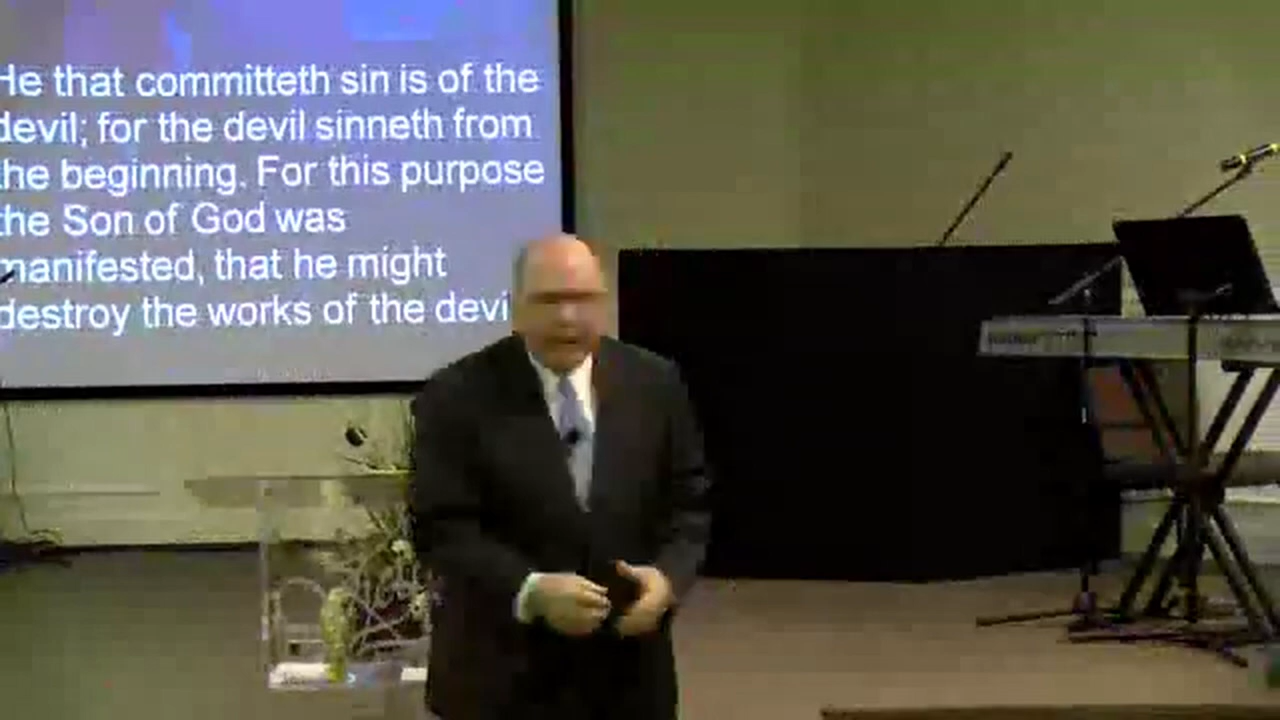 He that committeth sin is of the
devil; for the devil sinneth from
the beginning. For this purpose
the Son of God was
manifested, that he might
destroy the works of the devi